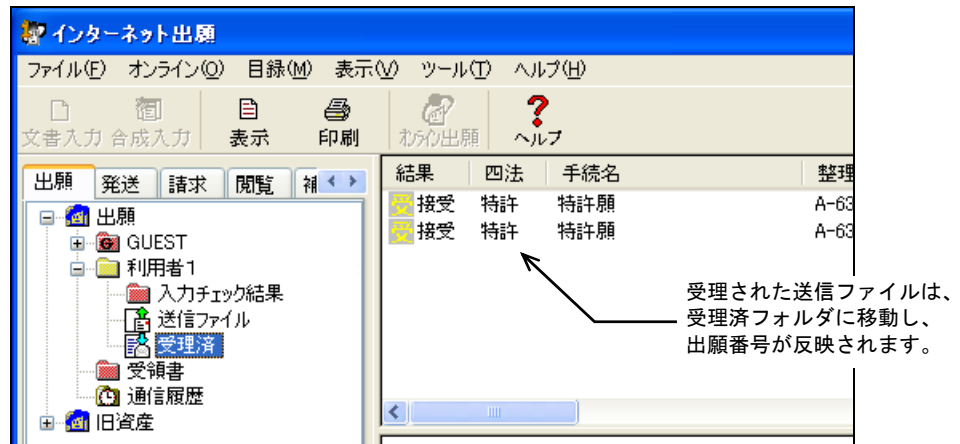 インターネット出願
ファイル(F) オンライン(O) 目録(M) 表示(V) ツール(T) ヘルプ(H)
文書入力 合成入力 表示 印刷 オンライン出願 ヘルプ
出願 発送 請求 閲覧 補
結果 四法 手続名 整理
受 接受 特許 特許願 A-63
受 接受 特許 特許願 A-63
出願
G GUEST
利用者1
入力チェック結果
送信ファイル
受理済
受領書
通信履歴
旧資産
受理された送信ファイルは、
受理済フォルダに移動し、
出願番号が反映されます。